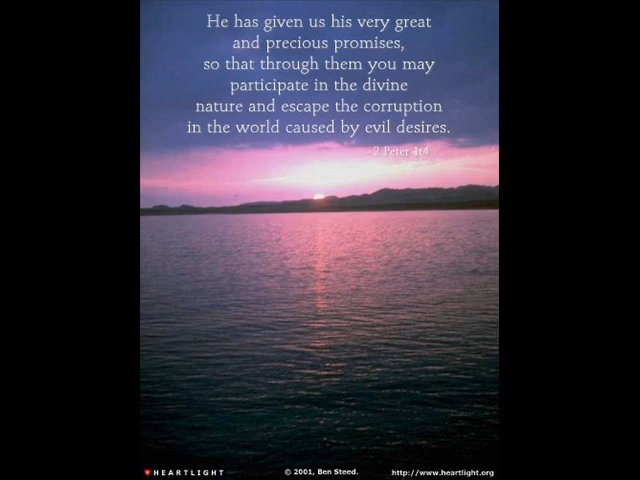 He has given us his very great
and precious promises,
so that through them you may
participate in the divine
nature and escape the corruption
in the world caused by evil desires.
- 2 Peter 1:4
HEARTLIGHT © 2001, Ben Steed. http://www.heartlight.org